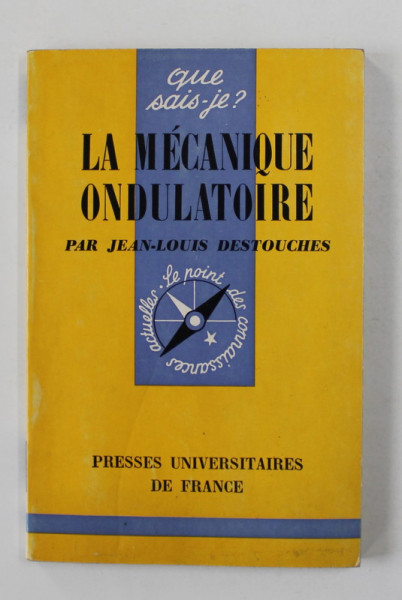 que
sais-je?
LA MÉCANIQUE
ONDULATOIRE
PAR JEAN-LOUIS DESTOUCHES
Le point des connaissances actuelles.
PRESSES UNIVERSITAIRES
DE FRANCE